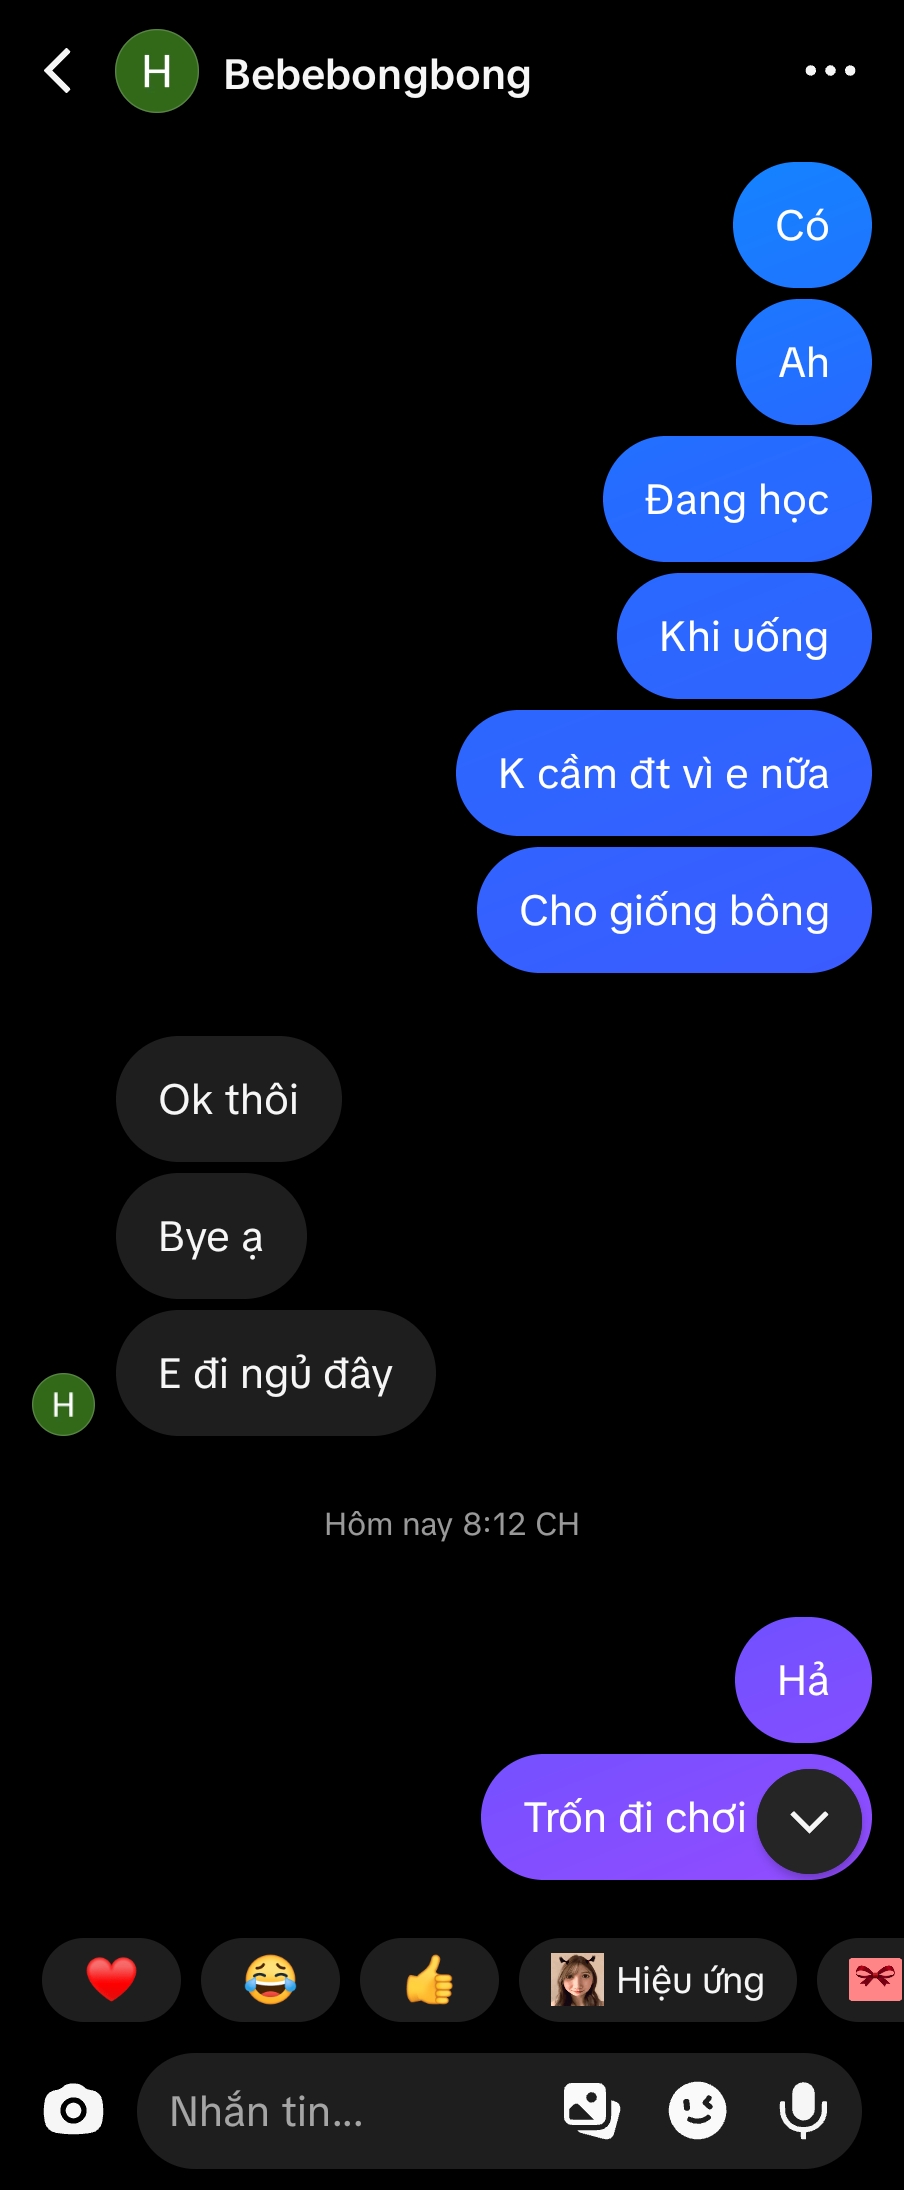 H
Bebebongbong
Có
Ah
Đang học
Khi uống
K cầm đt vì e nữa
Cho giống bông
Ok thôi
Bye ạ
E đi ngủ đây
H
Hôm nay 8:12 CH
Hả
Trốn đi chơi
Hiệu ứng
Nhắn tin...